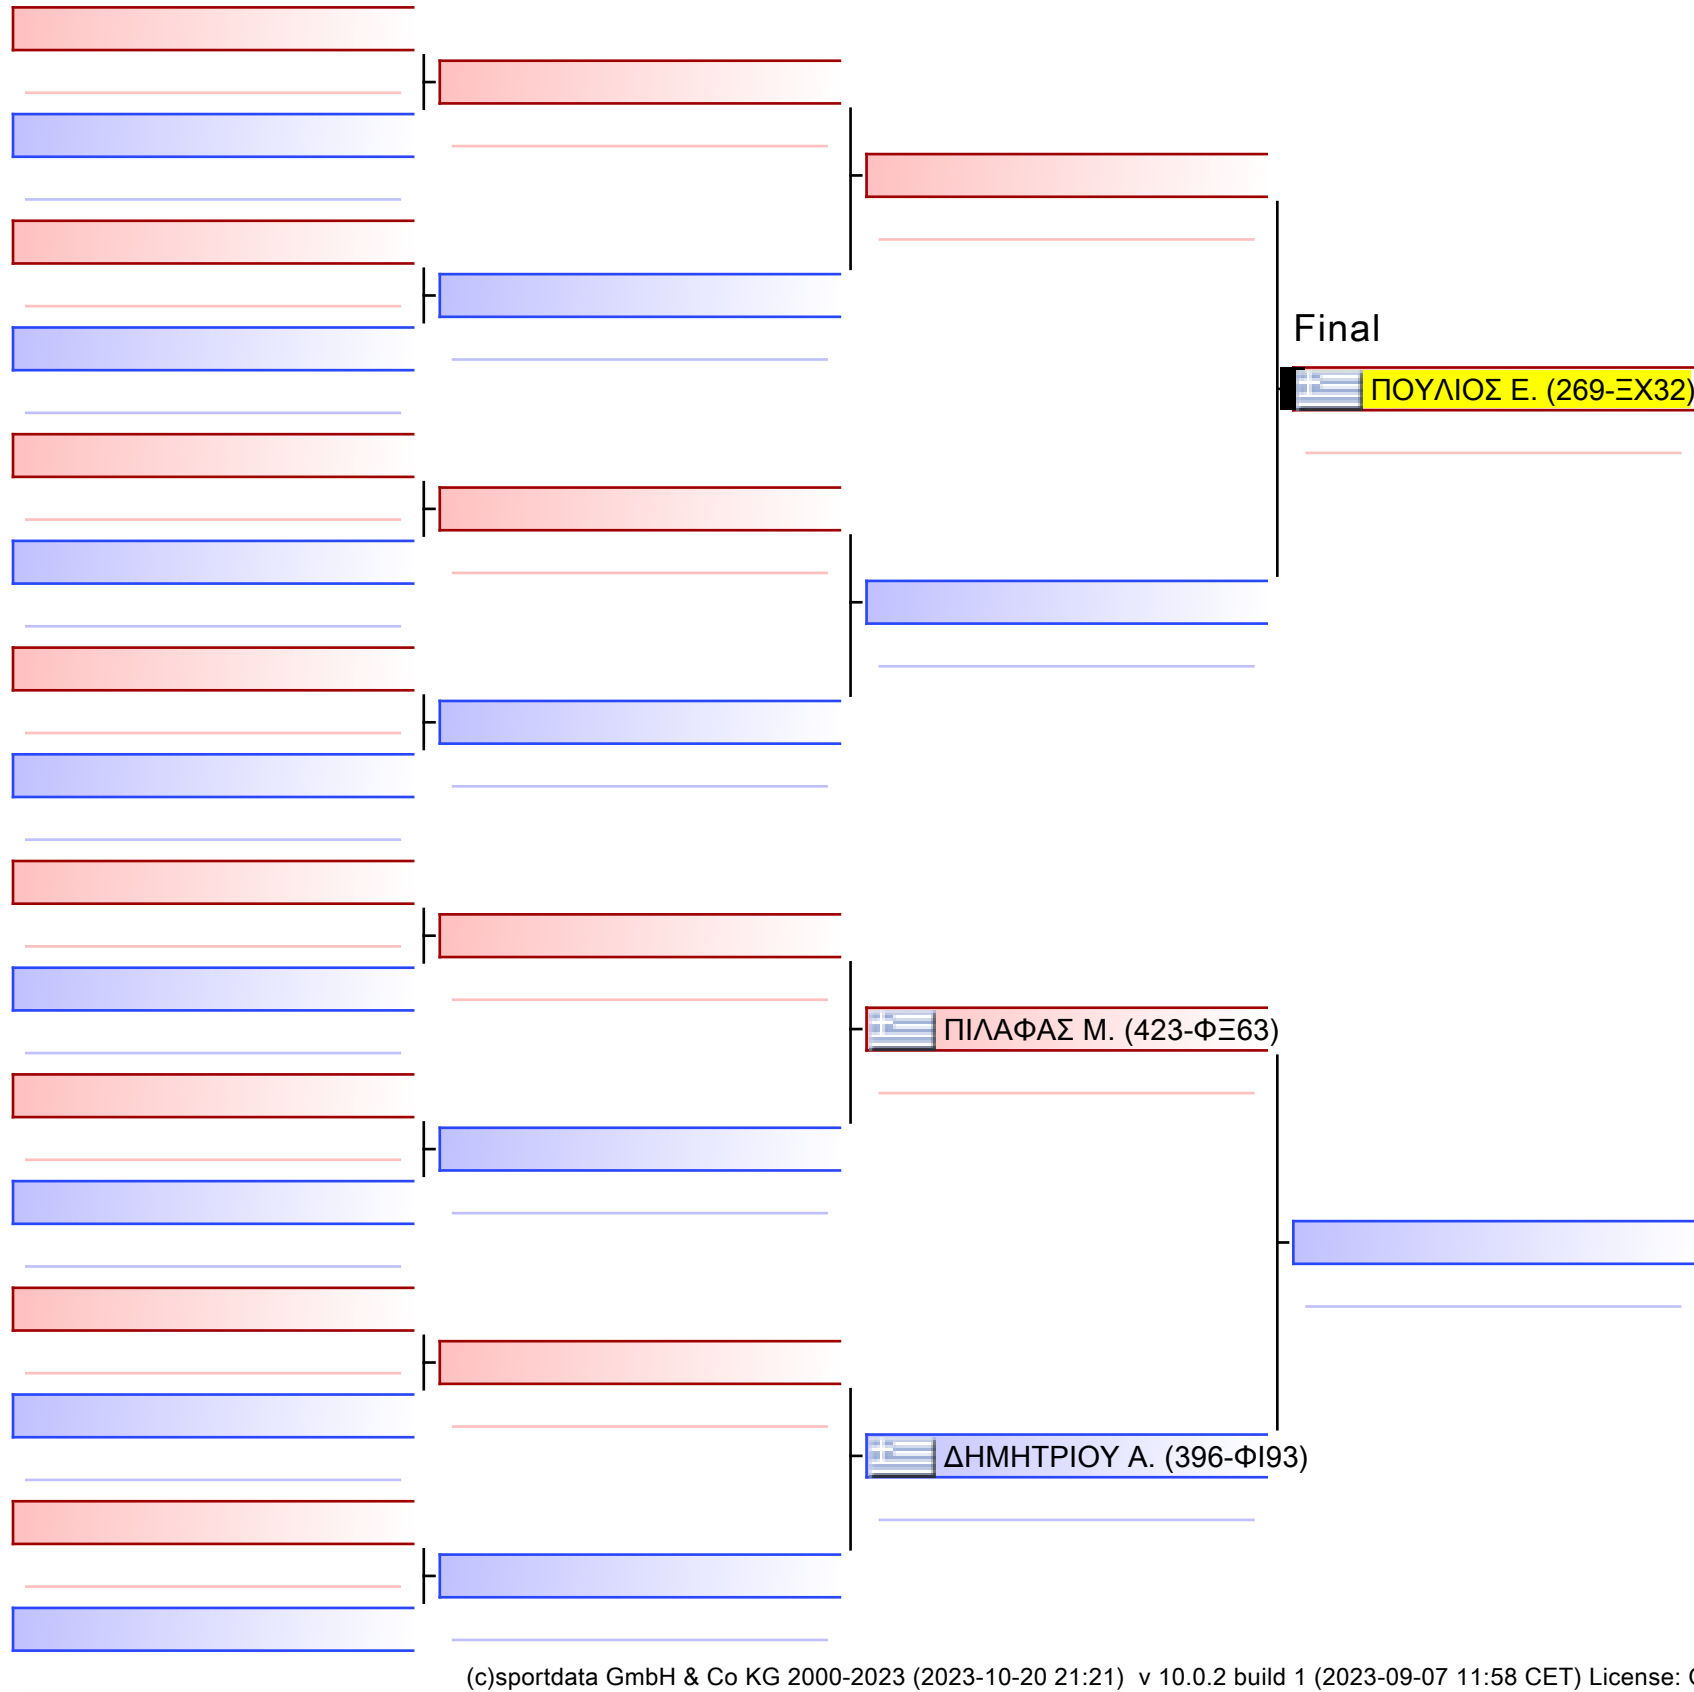 Final
ΠΟΥΛΙΟΣ Ε. (269-ΞΧ32)
ΠΙΛΑΦΑΣ Μ. (423-ΦΞ63)
ΔΗΜΗΤΡΙΟΥ Α. (396-ΦΙ93)
(c)sportdata GmbH & Co KG 2000-2023 (2023-10-20 21:21) v 10.0.2 build 1 (2023-09-07 11:58 CET) License: